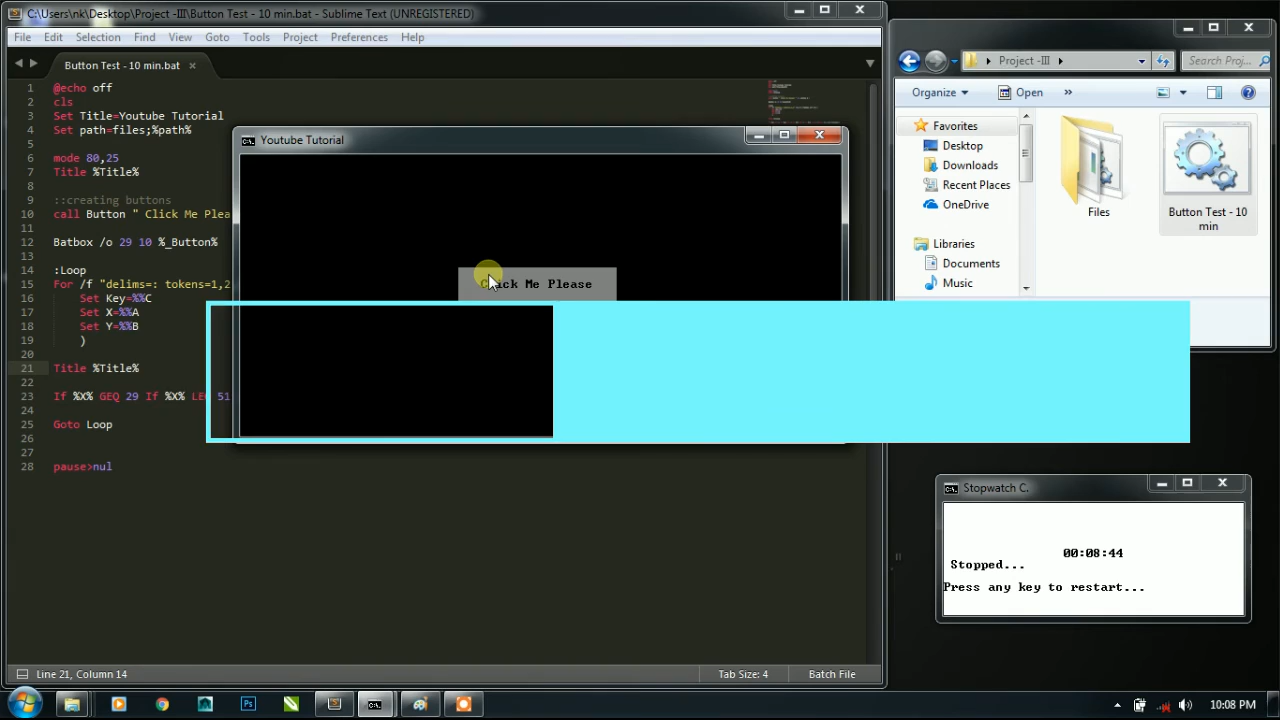 C:\Users\nk\Desktop\Project -III\Button Test - 10 min.bat - Sublime Text (UNREGISTERED)
File Edit Selection Find View Goto Tools Project Preferences Help
Button Test - 10 min.bat
1 @echo off
2 cls
3 Set Title=Youtube Tutorial
4 Set path=files;%path%
5
6 mode 80,25
7 Title %Title%
8
9 ::creating buttons
10 call Button " Click Me Plea
11
12 Batbox /o 29 10 %_Button%
13
14 :Loop
15 For /f "delims=: tokens=1,2
16 Set Key=%%C
17 Set X=%%A
18 Set Y=%%B
19 )
20
21 Title %Title%
22
23 If %X% GEQ 29 If %X% LEQ 51
24
25 Goto Loop
26
27
28 pause>nul
Line 21, Column 14
Tab Size: 4
Batch File
Youtube Tutorial
Click Me Please
Project -III
Search Proj...
Organize
Open
Favorites
Desktop
Downloads
Recent Places
OneDrive
Libraries
Documents
Music
Files
Button Test - 10
min
Stopwatch C.
00:08:44
Stopped...
Press any key to restart...
10:08 PM